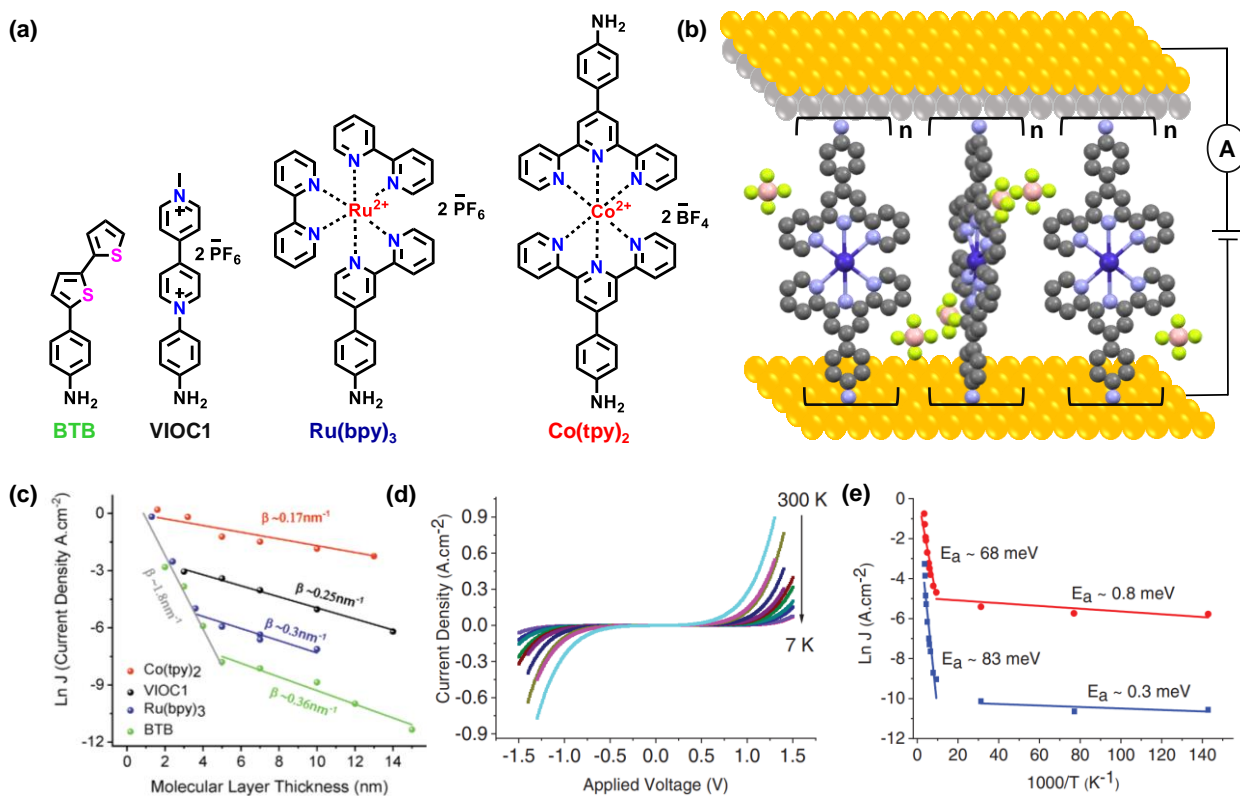 (a)
N
+
+
N
S
S
2 PF6
NH2
BTB
NH2
VIOC1
N
N
N
N
N
N
Ru2+
2 PF6
NH2
Ru(bpy)3
NH2
N
N
N
Co2+
2 BF4
N
N
N
NH2
Co(tpy)2
(b)
n
n
n
A
(c)
Ln J (Current Density A.cm-2)
0
-3
-6
-9
-12
β ~0.17nm-1
β ~1.8nm-1
β ~0.25nm-1
β ~0.3nm-1
β ~0.36nm-1
Co(tpy)2
VIOC1
Ru(bpy)3
BTB
2 4 6 8 10 12 14
Molecular Layer Thickness (nm)
(d)
Current Density (A.cm-2)
0.9
0.6
0.3
0.0
-0.3
-0.6
-0.9
300 K
7 K
-1.5 -1.0 -0.5 0.0 0.5 1.0 1.5
Applied Voltage (V)
(e)
Ln J (A.cm-2)
0
-2
-4
-6
-8
-10
-12
Ea ~ 68 meV
Ea ~ 0.8 meV
Ea ~ 83 meV
Ea ~ 0.3 meV
0 20 40 60 80 100 120 140
1000/T (K-1)